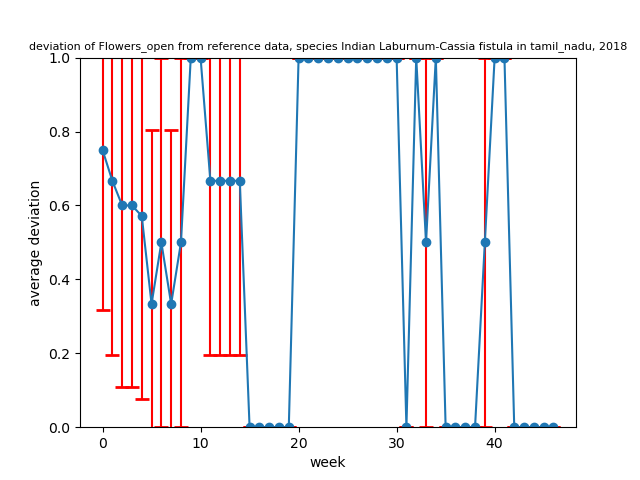 deviation of Flowers_open from reference data, species Indian Laburnum-Cassia fistula in tamil_nadu, 2018
1.0
0.8
0.6
0.4
0.2
0.0
average deviation
0 10 20 30 40
week